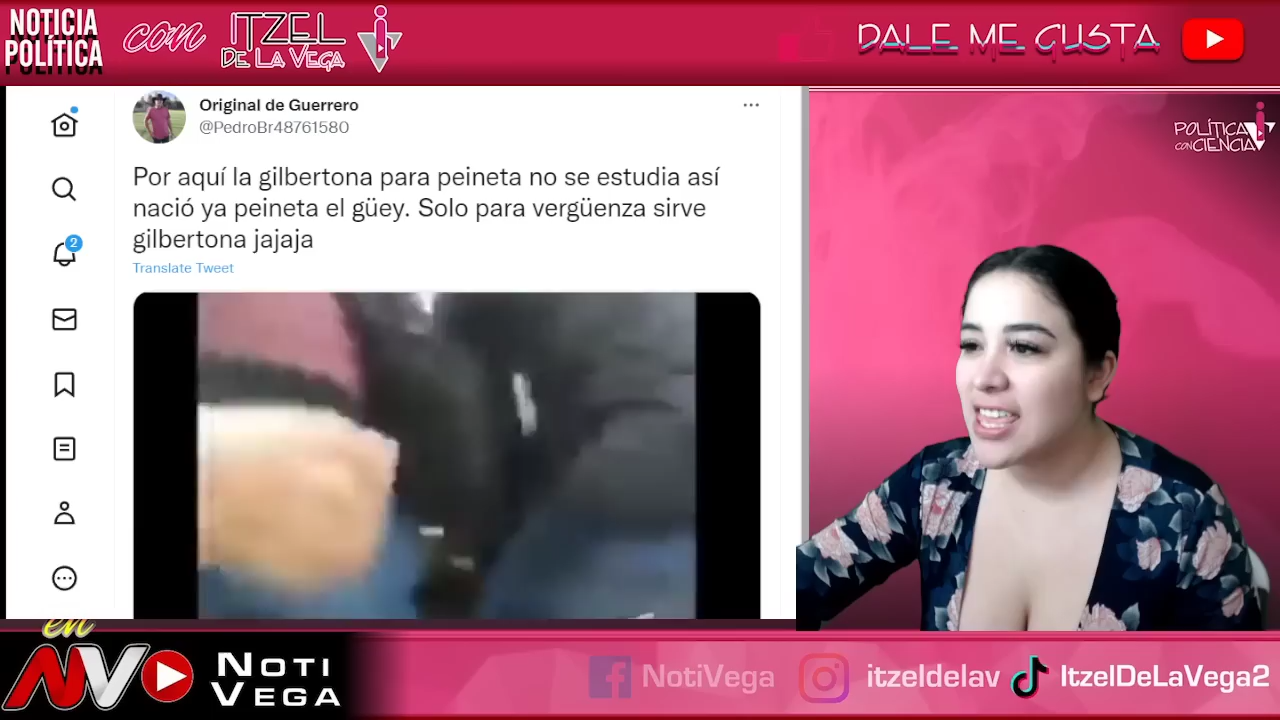 NOTICIA
POLÍTICA
con
ITZEL
DE LA VEGA
DALE ME GUSTA
Original de Guerrero
@PedroBr48761580
Por aquí la gilbertona para peineta no se estudia así
nació ya peineta el güey. Solo para vergüenza sirve
gilbertona jajaja
Translate Tweet
2
POLÍTICA
CON CIENCIA
en
NV
NOTI
VEGA
NotiVega
itzeldelav
ItzelDeLaVega2